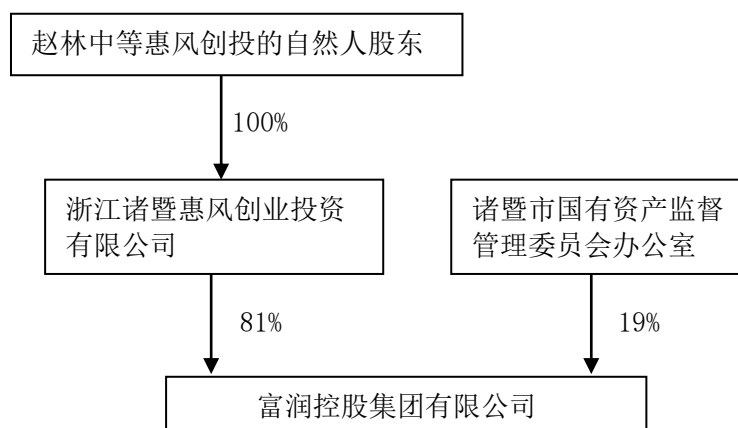 赵林中等惠风创投的自然人股东
100%
浙江诸暨惠风创业投资
有限公司
诸暨市国有资产监督
管理委员会办公室
81%
19%
富润控股集团有限公司